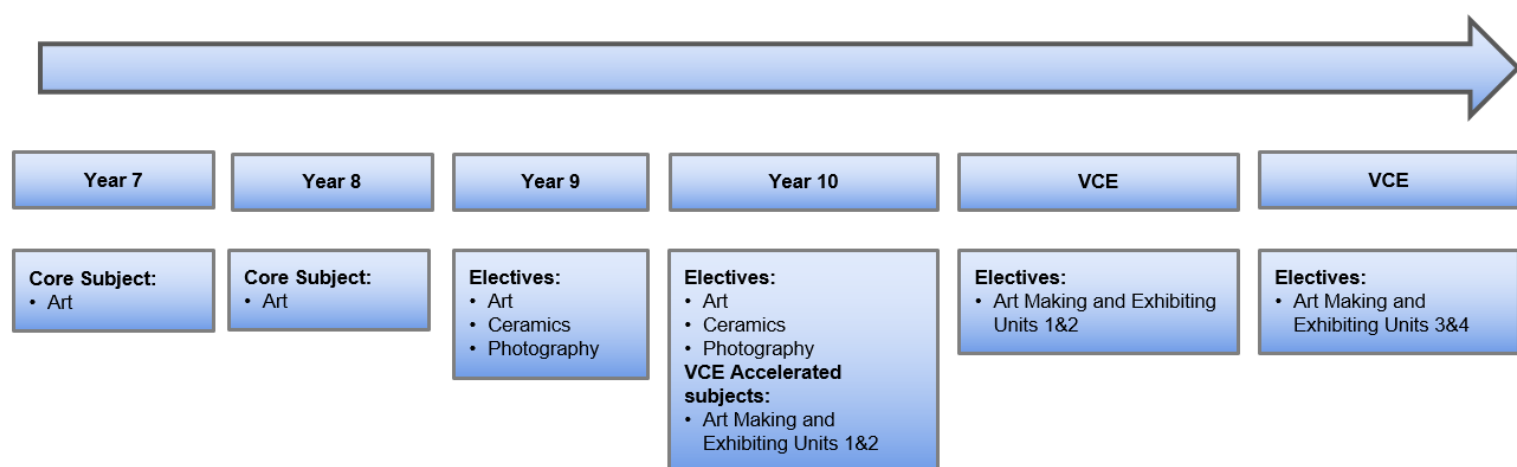 Year 7
Year 8
Year 9
Year 10
VCE
VCE
Core Subject:
• Art
Core Subject:
• Art
Electives:
• Art
• Ceramics
• Photography
Electives:
• Art
• Ceramics
• Photography
VCE Accelerated
subjects:
• Art Making and
Exhibiting Units 1&2
Electives:
• Art Making and Exhibiting
Units 1&2
Electives:
• Art Making and
Exhibiting Units 3&4